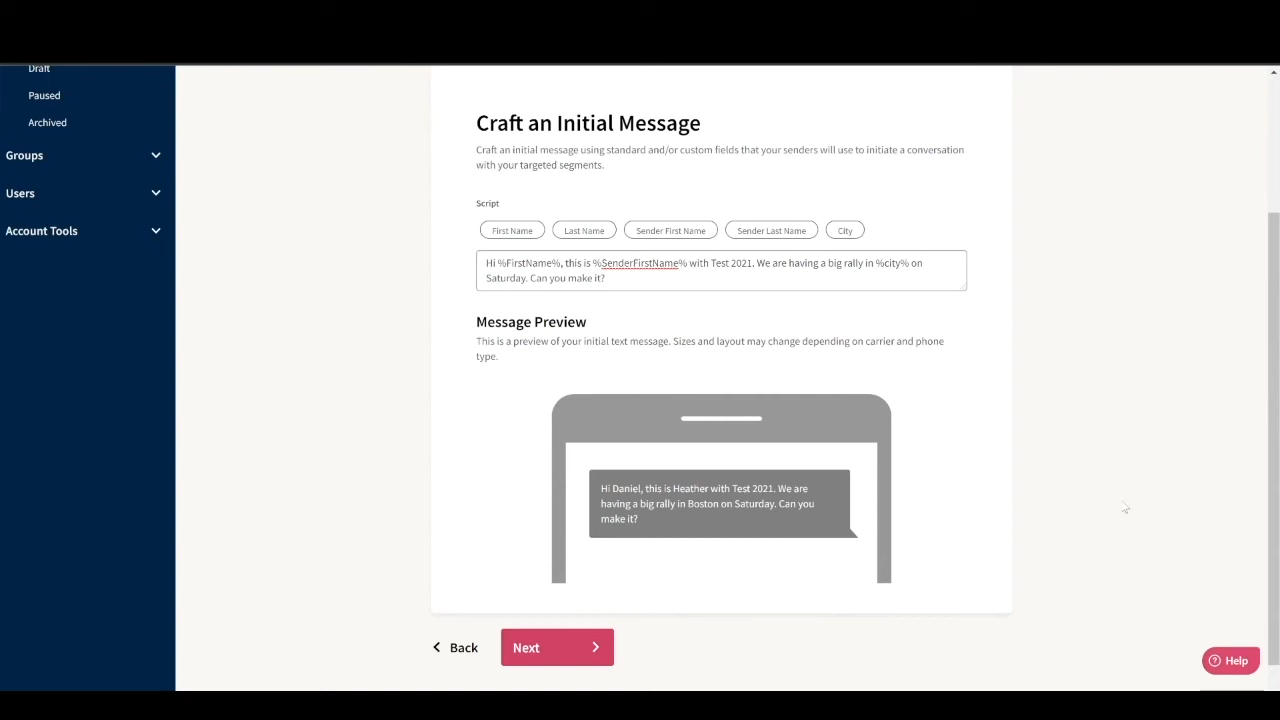 Draft
Paused
Archived
Groups
Users
Account Tools
Craft an Initial Message
Craft an initial message using standard and/or custom fields that your senders will use to initiate a conversation
with your targeted segments.
Script
First Name
Last Name
Sender First Name
Sender Last Name
City
Hi %FirstName%, this is %SenderFirstName% with Test 2021. We are having a big rally in %city% on
Saturday. Can you make it?
Message Preview
This is a preview of your initial text message. Sizes and layout may change depending on carrier and phone
type.
Hi Daniel, this is Heather with Test 2021. We are
having a big rally in Boston on Saturday. Can you
make it?
Back
Next
Help